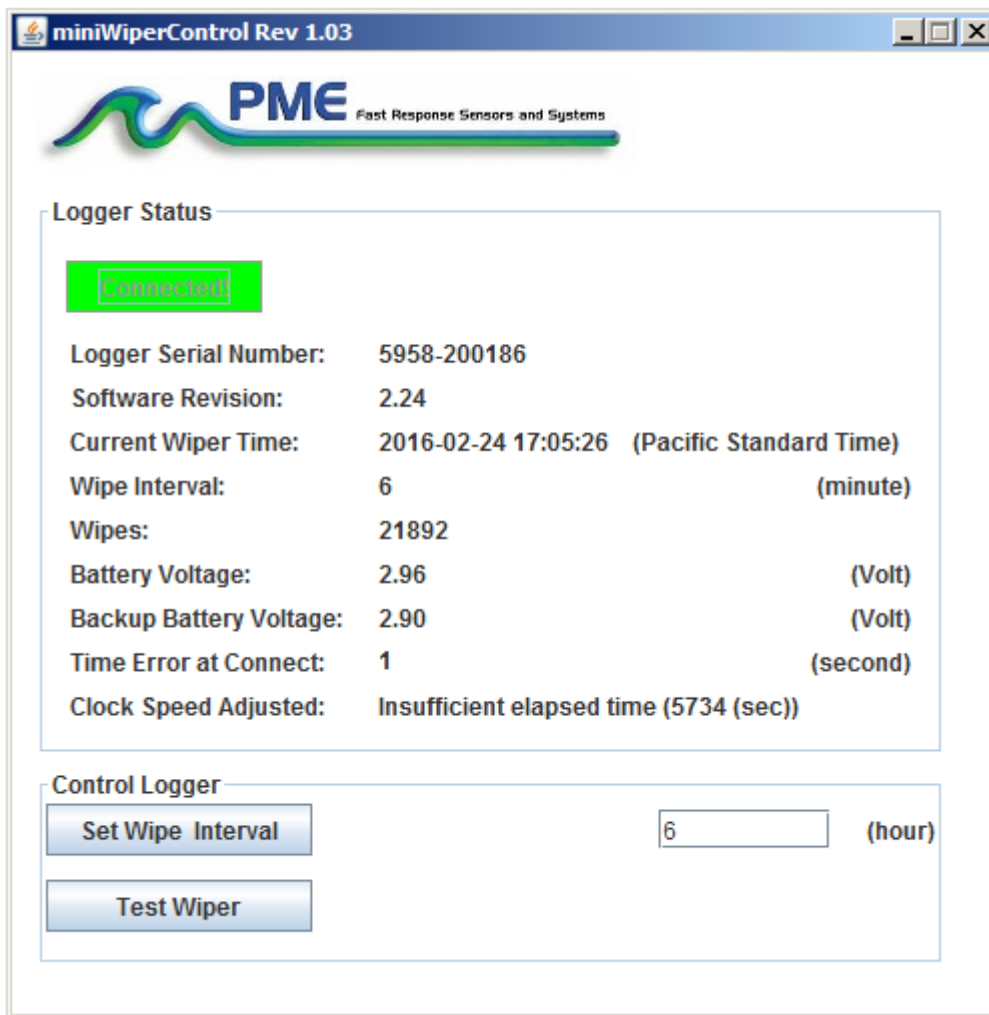 miniWiperControl Rev 1.03
PME Fast Response Sensors and Systems
Logger Status
Connected!
Logger Serial Number: 5958-200186
Software Revision: 2.24
Current Wiper Time: 2016-02-24 17:05:26 (Pacific Standard Time)
Wipe Interval: 6 (minute)
Wipes: 21892
Battery Voltage: 2.96 (Volt)
Backup Battery Voltage: 2.90 (Volt)
Time Error at Connect: 1 (second)
Clock Speed Adjusted: Insufficient elapsed time (5734 (sec))
Control Logger
Set Wipe Interval 6 (hour)
Test Wiper